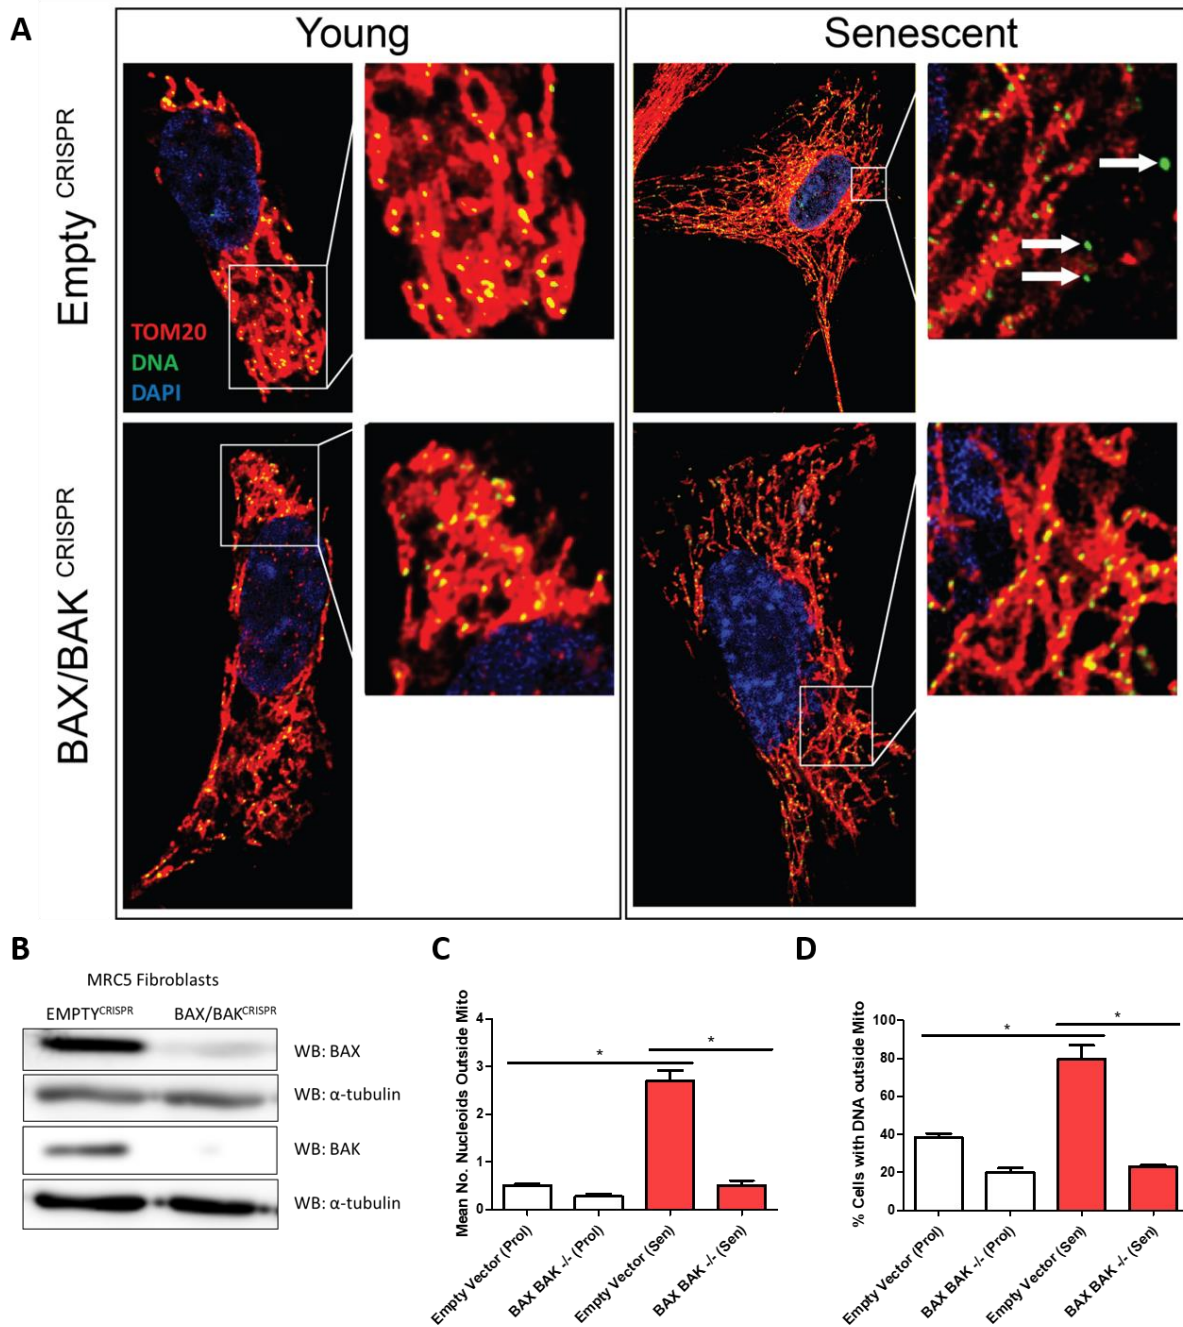 A
Young
Senescent
Empty CRISPR
TOM20
DNA
DAPI
BAX/BAK CRISPR
B
MRC5 Fibroblasts
EMPTYCRISPR BAX/BAKCRISPR
WB: BAX
WB: α-tubulin
WB: BAK
WB: α-tubulin
C
Mean No. Nucleoids Outside Mito
4
3
2
1
0
*
*
Empty Vector (Prol)
BAX BAK -/- (Prol)
Empty Vector (Sen)
BAX BAK -/- (Sen)
D
% Cells with DNA outside Mito
100
80
60
40
20
0
*
*
Empty Vector (Prol)
BAX BAK -/- (Prol)
Empty Vector (Sen)
BAX BAK -/- (Sen)